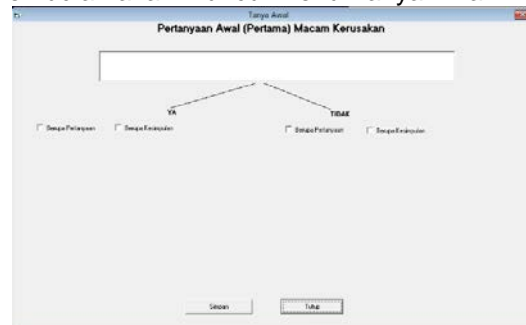 Tanya Awal
Pertanyaan Awal (Pertama) Macam Kerusakan
YA
TIDAK
Berupa Pertanyaan
Berupa Kesimpulan
Berupa Pertanyaan
Berupa Kesimpulan
Simpan
Tutup